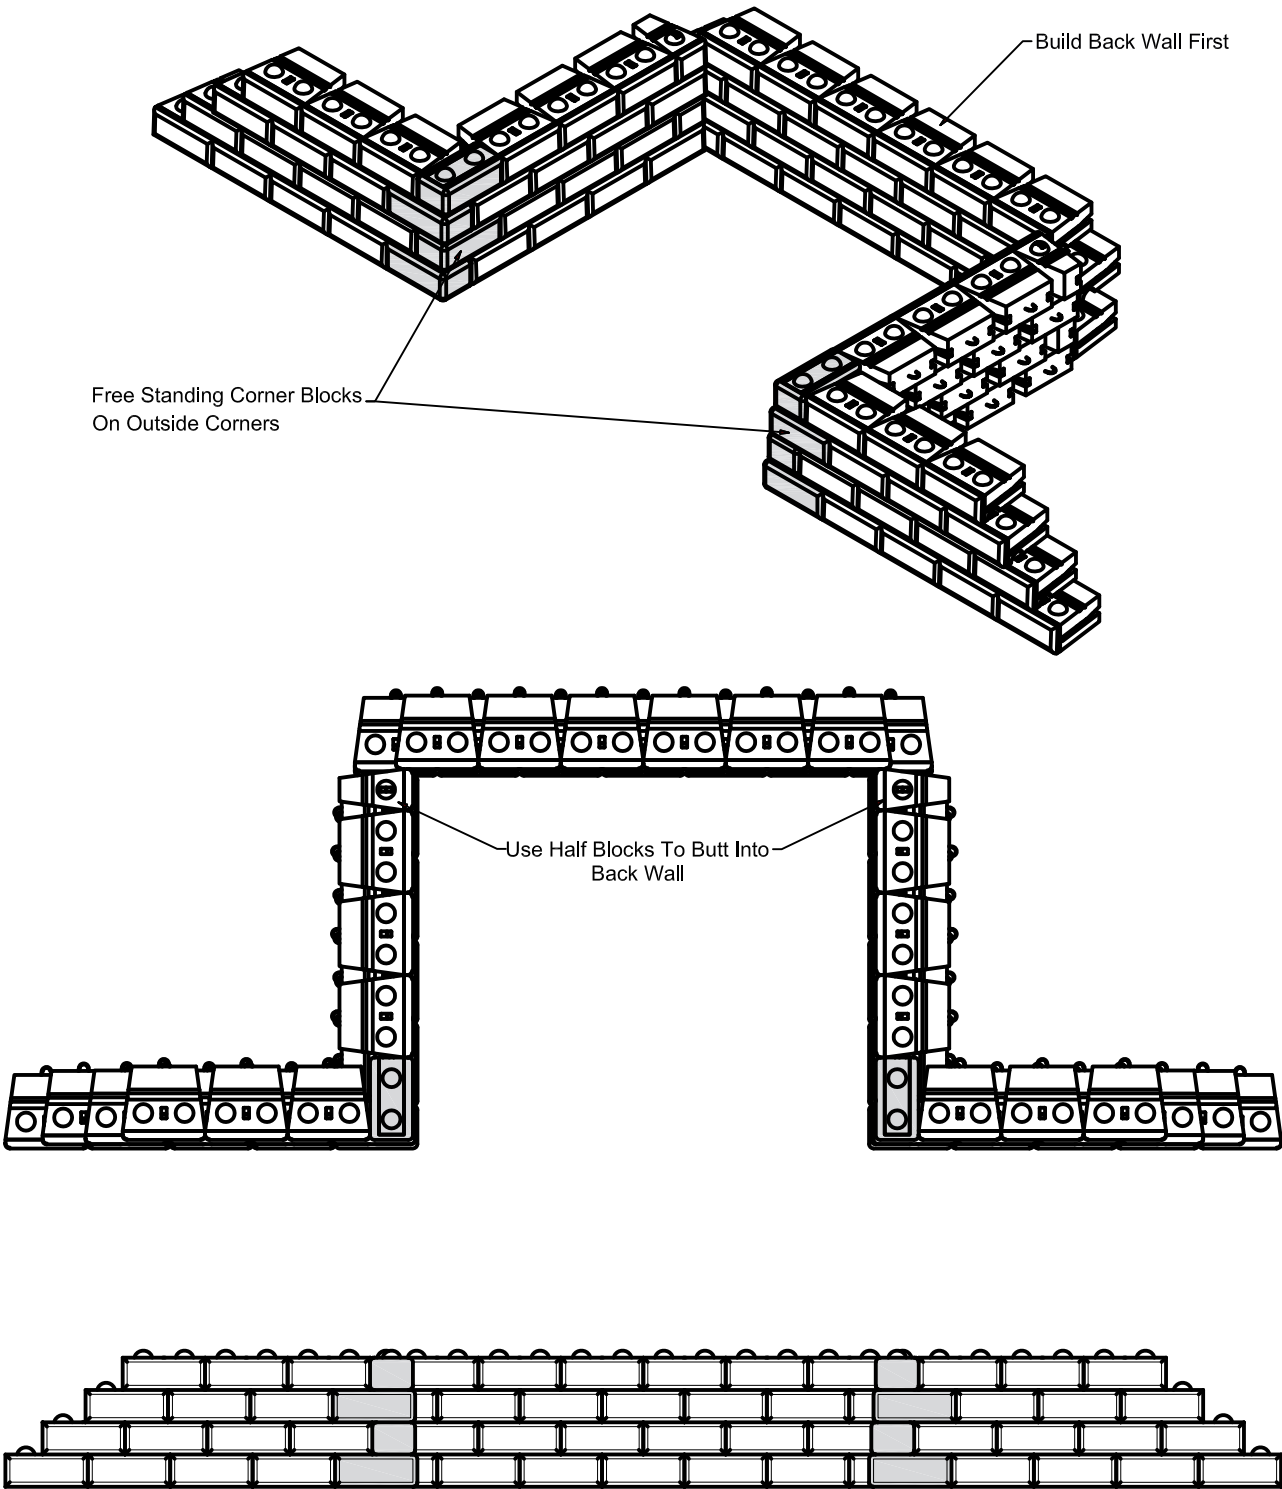 Build Back Wall First
Free Standing Corner Blocks
On Outside Corners
Use Half Blocks To Butt Into
Back Wall